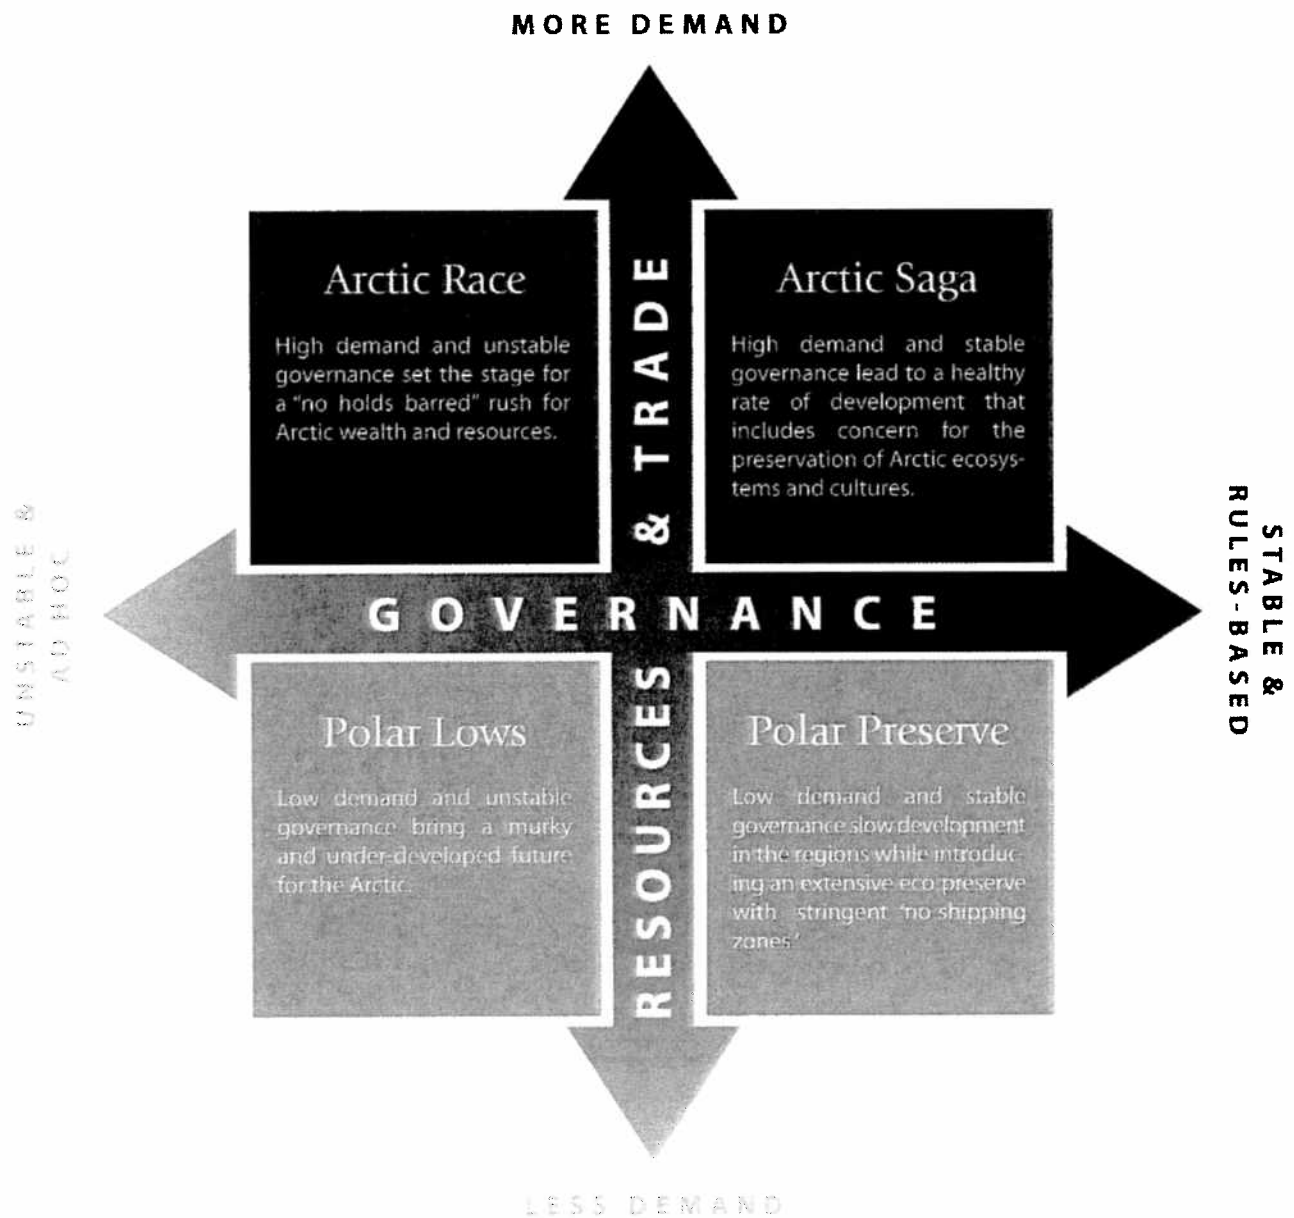 MORE DEMAND
Arctic Race
High demand and unstable
governance set the stage for
a "no holds barred" rush for
Arctic wealth and resources.
Arctic Saga
High demand and stable
governance lead to a healthy
rate of development that
includes concern for the
preservation of Arctic ecosys-
tems and cultures.
RESOURCES & TRADE
GOVERNANCE
UNSTABLE &
AD HOC
STABLE &
RULES-BASED
Polar Lows
Low demand and unstable
governance bring a murky
and under-developed future
for the Arctic.
Polar Preserve
Low demand and stable
governance slow development
in the regions while introduc-
ing an extensive eco preserve
with stringent "no shipping
zones."
LESS DEMAND